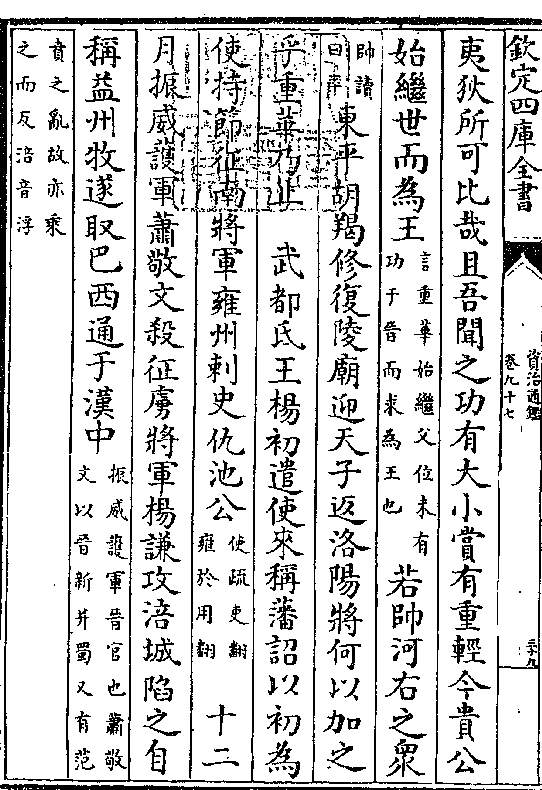 欽定四庫全書
資治通鑑
卷九十七
夷狄所可比哉且吾聞之功有大小賞有重輕今貴公
始繼世而為王言重華始繼父位未有功于晉而求為王也若帥河右之衆
帥讀曰率東平胡羯修復陵廟迎天子返洛陽將何以加之
乎重華乃止　武都氐王楊初遣使來稱藩詔以初為
使持節征南將軍雍州刺史仇池公使疏吏翻雍於用翻十二
月振威護軍蕭敬文殺征虜將軍楊謙攻涪城陷之自
稱益州牧遂取巴西通于漢中振威護軍晉官也蕭敬文以晉新并蜀又有范
賁之亂故亦乘之而反涪音浮